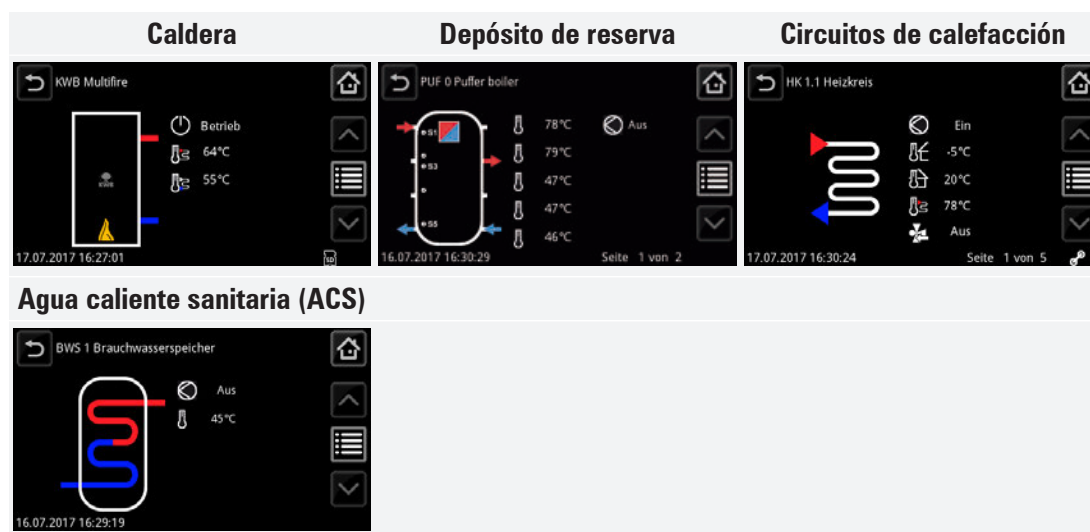 Caldera
Depósito de reserva
Circuitos de calefacción
KWB Multifire
Betrieb
64°C
55°C
KWB
17.07.2017 16:27:01
SD
PUF 0 Puffer boiler
S1
S3
S5
78°C
79°C
47°C
47°C
46°C
Aus
16.07.2017 16:30:29
Seite 1 von 2
HK 1.1 Heizkreis
Ein
-5°C
20°C
78°C
Aus
17.07.2017 16:30:24
Seite 1 von 5
Agua caliente sanitaria (ACS)
BWS 1 Brauchwasserspeicher
Aus
45°C
16.07.2017 16:29:19